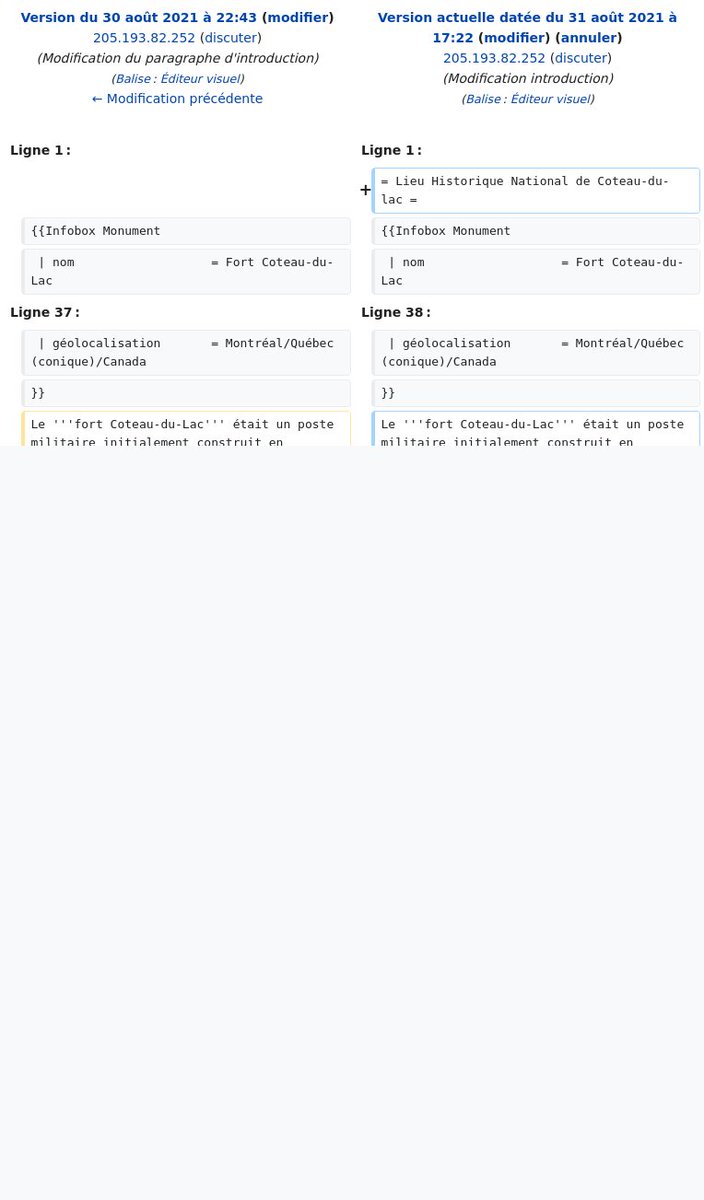 Version du 30 août 2021 à 22:43 (modifier)
205.193.82.252 (discuter)
(Modification du paragraphe d'introduction)
(Balise : Éditeur visuel)
← Modification précédente
Version actuelle datée du 31 août 2021 à
17:22 (modifier) (annuler)
205.193.82.252 (discuter)
(Modification introduction)
(Balise : Éditeur visuel)
Ligne 1 :
Ligne 1 :
+
= Lieu Historique National de Coteau-du-
lac =
{{Infobox Monument
{{Infobox Monument
| nom = Fort Coteau-du-
Lac
| nom = Fort Coteau-du-
Lac
Ligne 37 :
Ligne 38 :
| géolocalisation = Montréal/Québec
(conique)/Canada
| géolocalisation = Montréal/Québec
(conique)/Canada
}}
}}
Le '''fort Coteau-du-Lac''' était un poste
militaire initialement construit en
Le '''fort Coteau-du-Lac''' était un poste
militaire initialement construit en